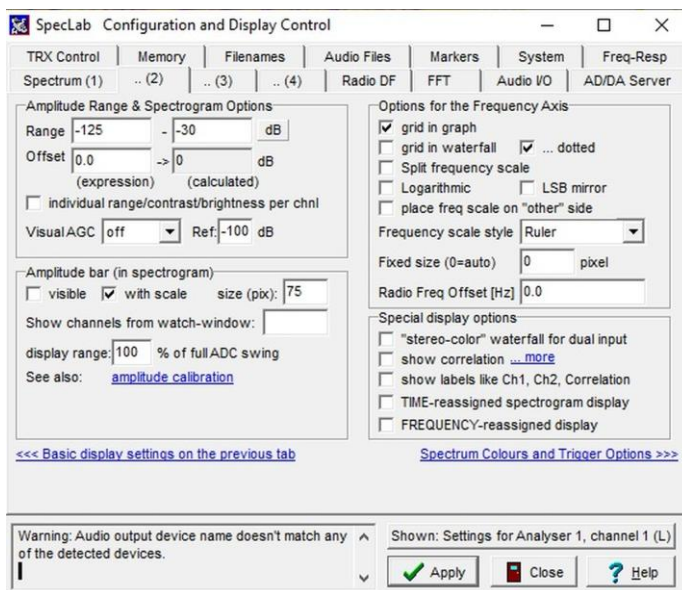 SpecLab Configuration and Display Control
TRX Control Memory Filenames Audio Files Markers System Freq-Resp
Spectrum (1) .. (2) .. (3) .. (4) Radio DF FFT Audio I/O AD/DA Server
Amplitude Range & Spectrogram Options
Range -125 - -30 dB
Offset 0.0 -> 0 dB
(expression) (calculated)
individual range/contrast/brightness per chnl
Visual AGC off Ref: -100 dB
Amplitude bar (in spectrogram)
visible with scale size (pix): 75
Show channels from watch-window:
display range: 100 % of full ADC swing
See also: amplitude calibration
Options for the Frequency Axis
grid in graph
grid in waterfall ... dotted
Split frequency scale
Logarithmic LSB mirror
place freq scale on "other" side
Frequency scale style Ruler
Fixed size (0=auto) 0 pixel
Radio Freq Offset [Hz] 0.0
Special display options
"stereo-color" waterfall for dual input
show correlation ... more
show labels like Ch1, Ch2, Correlation
TIME-reassigned spectrogram display
FREQUENCY-reassigned display
<<< Basic display settings on the previous tab
Spectrum Colours and Trigger Options >>>
Warning: Audio output device name doesn't match any
of the detected devices.
Shown: Settings for Analyser 1, channel 1 (L)
Apply Close Help